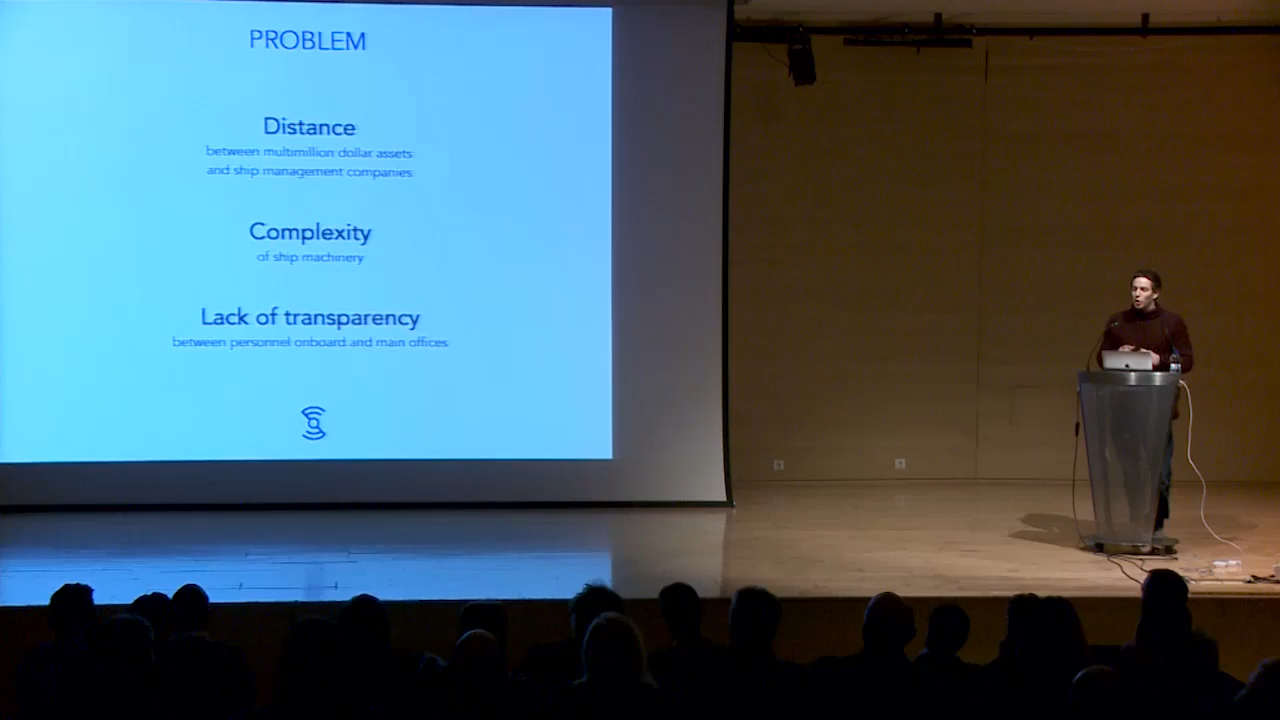 PROBLEM
Distance
between multimillion dollar assets
and ship management companies
Complexity
of ship machinery
Lack of transparency
between personnel onboard and main offices